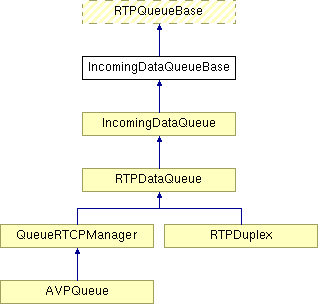 RTPQueueBase
IncomingDataQueueBase
IncomingDataQueue
RTPDataQueue
QueueRTCPManager
RTPDuplex
AVPQueue